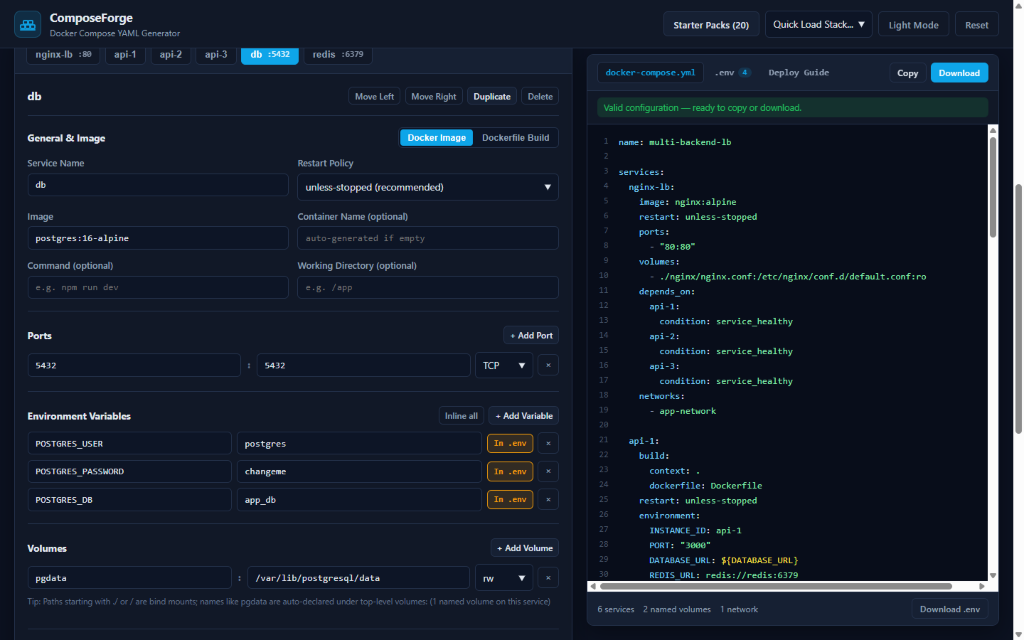 ComposeForge
Docker Compose YAML Generator
Starter Packs (20)
Quick Load Stack... ▼
Light Mode
Reset
nginx-lb :80
api-1
api-2
api-3
db :5432
redis :6379
db
Move Left
Move Right
Duplicate
Delete
General & Image
Docker Image
Dockerfile Build
Service Name
Restart Policy
db
unless-stopped (recommended) ▼
Image
Container Name (optional)
postgres:16-alpine
auto-generated if empty
Command (optional)
Working Directory (optional)
e.g. npm run dev
e.g. /app
Ports
+ Add Port
5432 : 5432 TCP ▼ ×
Environment Variables
Inline all
+ Add Variable
POSTGRES_USER postgres In .env ×
POSTGRES_PASSWORD changeme In .env ×
POSTGRES_DB app_db In .env ×
Volumes
+ Add Volume
pgdata : /var/lib/postgresql/data rw ▼ ×
Tip: Paths starting with ./ or / are bind mounts; names like pgdata are auto-declared under top-level volumes: (1 named volume on this service)
docker-compose.yml
.env 4
Deploy Guide
Copy
Download
Valid configuration — ready to copy or download.
1 name: multi-backend-lb
2
3 services:
4 nginx-lb:
5 image: nginx:alpine
6 restart: unless-stopped
7 ports:
8 - "80:80"
9 volumes:
10 - ./nginx/nginx.conf:/etc/nginx/conf.d/default.conf:ro
11 depends_on:
12 api-1:
13 condition: service_healthy
14 api-2:
15 condition: service_healthy
16 api-3:
17 condition: service_healthy
18 networks:
19 - app-network
20
21 api-1:
22 build:
23 context: .
24 dockerfile: Dockerfile
25 restart: unless-stopped
26 environment:
27 INSTANCE_ID: api-1
28 PORT: "3000"
29 DATABASE_URL: ${DATABASE_URL}
30 REDIS_URL: redis://redis:6379
6 services 2 named volumes 1 network
Download .env